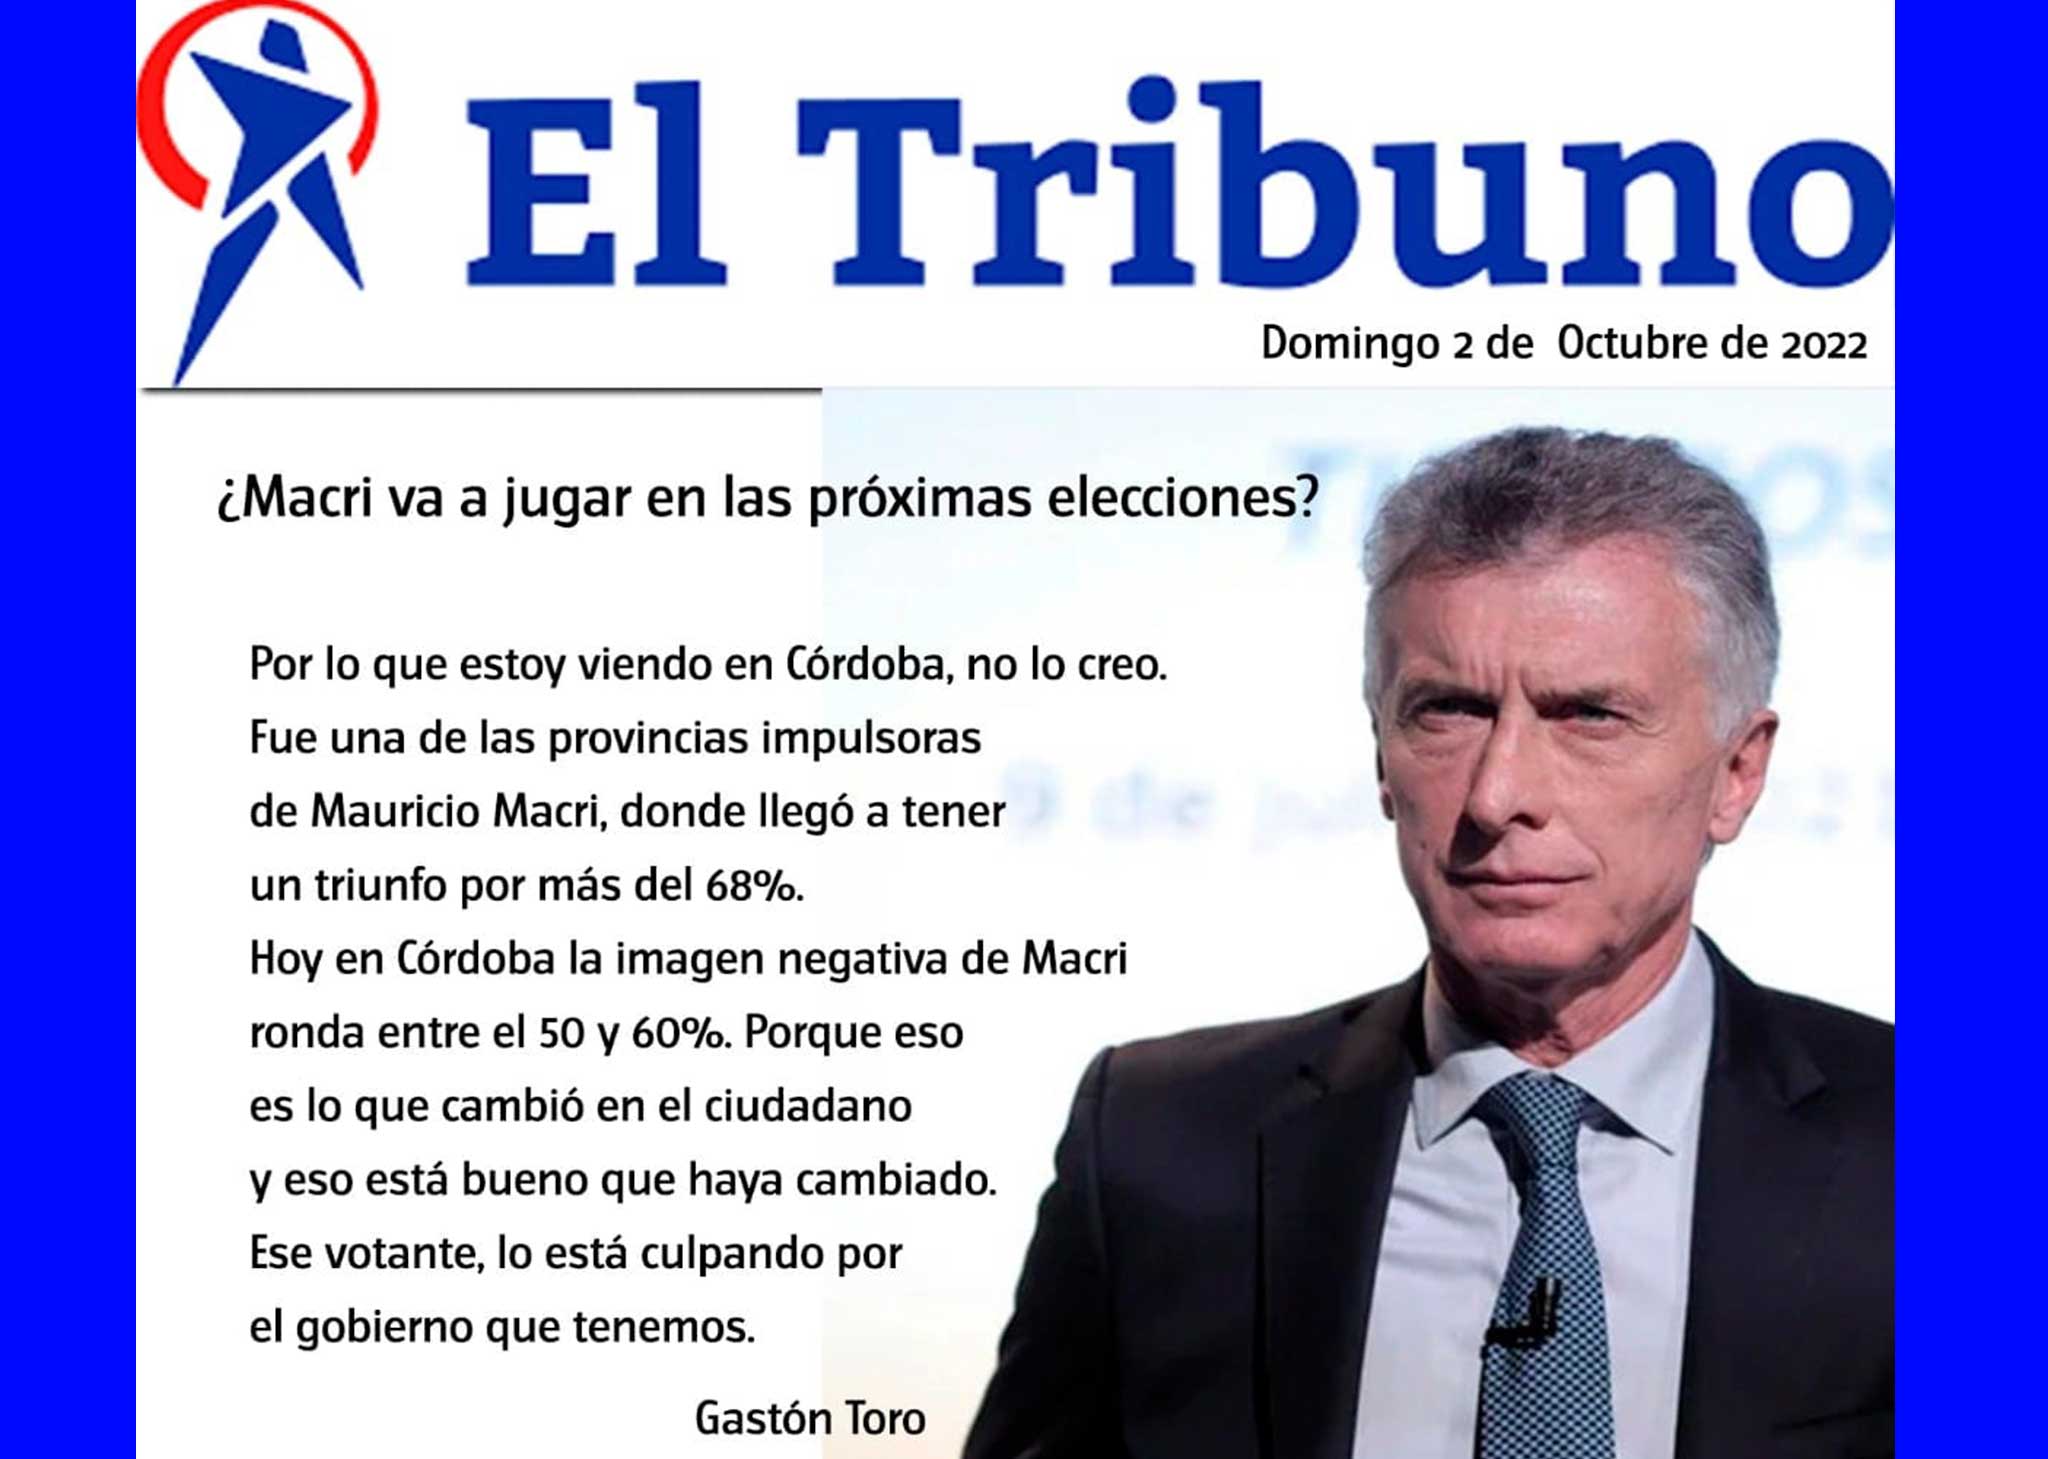 El Tribuno
Domingo 2 de Octubre de 2022
¿Macri va a jugar en las próximas elecciones?
Por lo que estoy viendo en Córdoba, no lo creo.
Fue una de las provincias impulsoras
de Mauricio Macri, donde llegó a tener
un triunfo por más del 68%.
Hoy en Córdoba la imagen negativa de Macri
ronda entre el 50 y 60%. Porque eso
es lo que cambió en el ciudadano
y eso está bueno que haya cambiado.
Ese votante, lo está culpando por
el gobierno que tenemos.
Gastón Toro